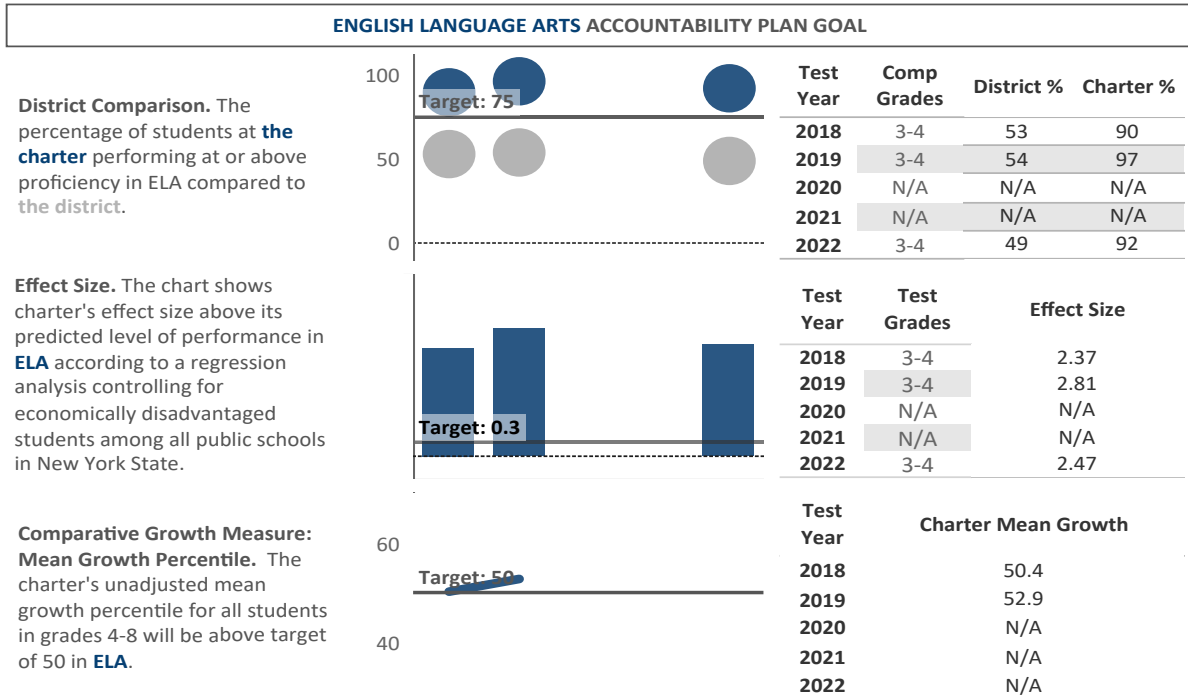 ENGLISH LANGUAGE ARTS ACCOUNTABILITY PLAN GOAL
District Comparison. The
percentage of students at the
charter performing at or above
proficiency in ELA compared to
the district.
100
Target: 75
50
0
Test Year Comp Grades District % Charter %
2018 3-4 53 90
2019 3-4 54 97
2020 N/A N/A N/A
2021 N/A N/A N/A
2022 3-4 49 92
Effect Size. The chart shows
charter's effect size above its
predicted level of performance in
ELA according to a regression
analysis controlling for
economically disadvantaged
students among all public schools
in New York State.
Target: 0.3
Test Year Test Grades Effect Size
2018 3-4 2.37
2019 3-4 2.81
2020 N/A N/A
2021 N/A N/A
2022 3-4 2.47
Comparative Growth Measure:
Mean Growth Percentile. The
charter's unadjusted mean
growth percentile for all students
in grades 4-8 will be above target
of 50 in ELA.
60
Target: 50
40
Test Year Charter Mean Growth
2018 50.4
2019 52.9
2020 N/A
2021 N/A
2022 N/A